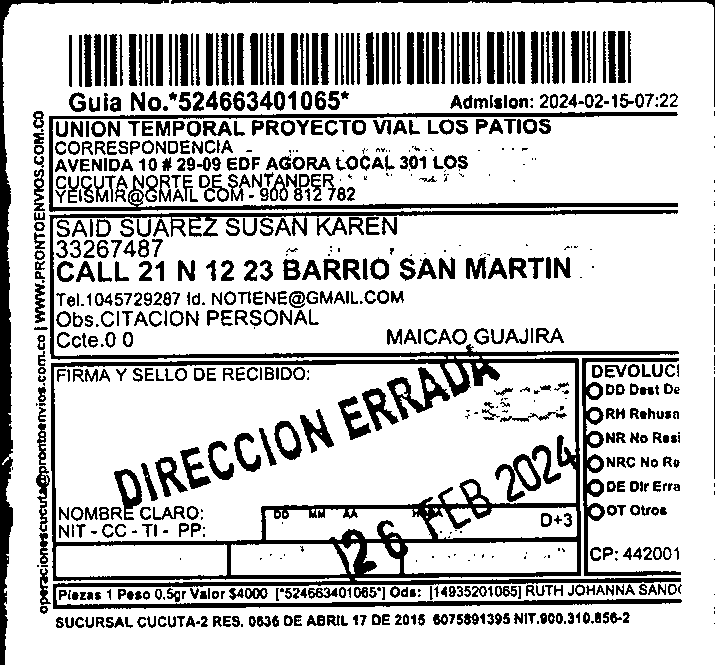 Guia No.*524663401065*
Admision: 2024-02-15-07:22
UNION TEMPORAL PROYECTO VIAL LOS PATIOS
CORRESPONDENCIA
AVENIDA 10 # 29-09 EDF AGORA LOCAL 301 LOS
CUCUTA NORTE DE SANTANDER
YEISMIR@GMAIL COM - 900 812 782
SAID SUAREZ SUSAN KAREN
33267487
CALL 21 N 12 23 BARRIO SAN MARTIN
Tel.1045729287 Id. NOTIENE@GMAIL.COM
Obs.CITACION PERSONAL
Ccte.0 0
MAICAO,GUAJIRA
FIRMA Y SELLO DE RECIBIDO:
DIRECCION ERRADA
26 FEB 2024
NOMBRE CLARO:
NIT - CC - TI - PP:
DD MM AA
D+3
DEVOLUCI
DD Dest De
RH Rehusa
NR No Resi
NRC No Re
DE Dir Erra
OT Otros
CP: 442001
Piezas 1 Peso 0.5gr Valor $4000 [*524663401065*] Ods: [14935201065] RUTH JOHANNA SANDO
SUCURSAL CUCUTA-2 RES. 0636 DE ABRIL 17 DE 2015 6075891395 NIT.900.310.856-2
operacionescucuta@prontoenvios.com.co | WWW.PRONTOENVIOS.COM.CO